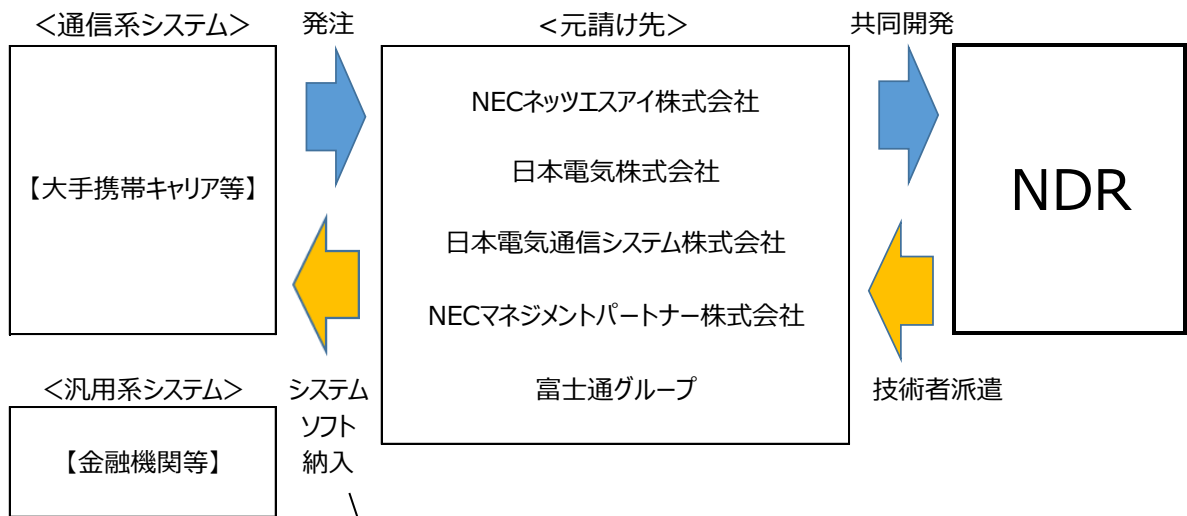 ＜通信系システム＞
発注
＜元請け先＞
共同開発
【大手携帯キャリア等】
NECネッツエスアイ株式会社
日本電気株式会社
日本電気通信システム株式会社
NECマネジメントパートナー株式会社
富士通グループ
NDR
＜汎用系システム＞
システム
ソフト
納入
技術者派遣
【金融機関等】